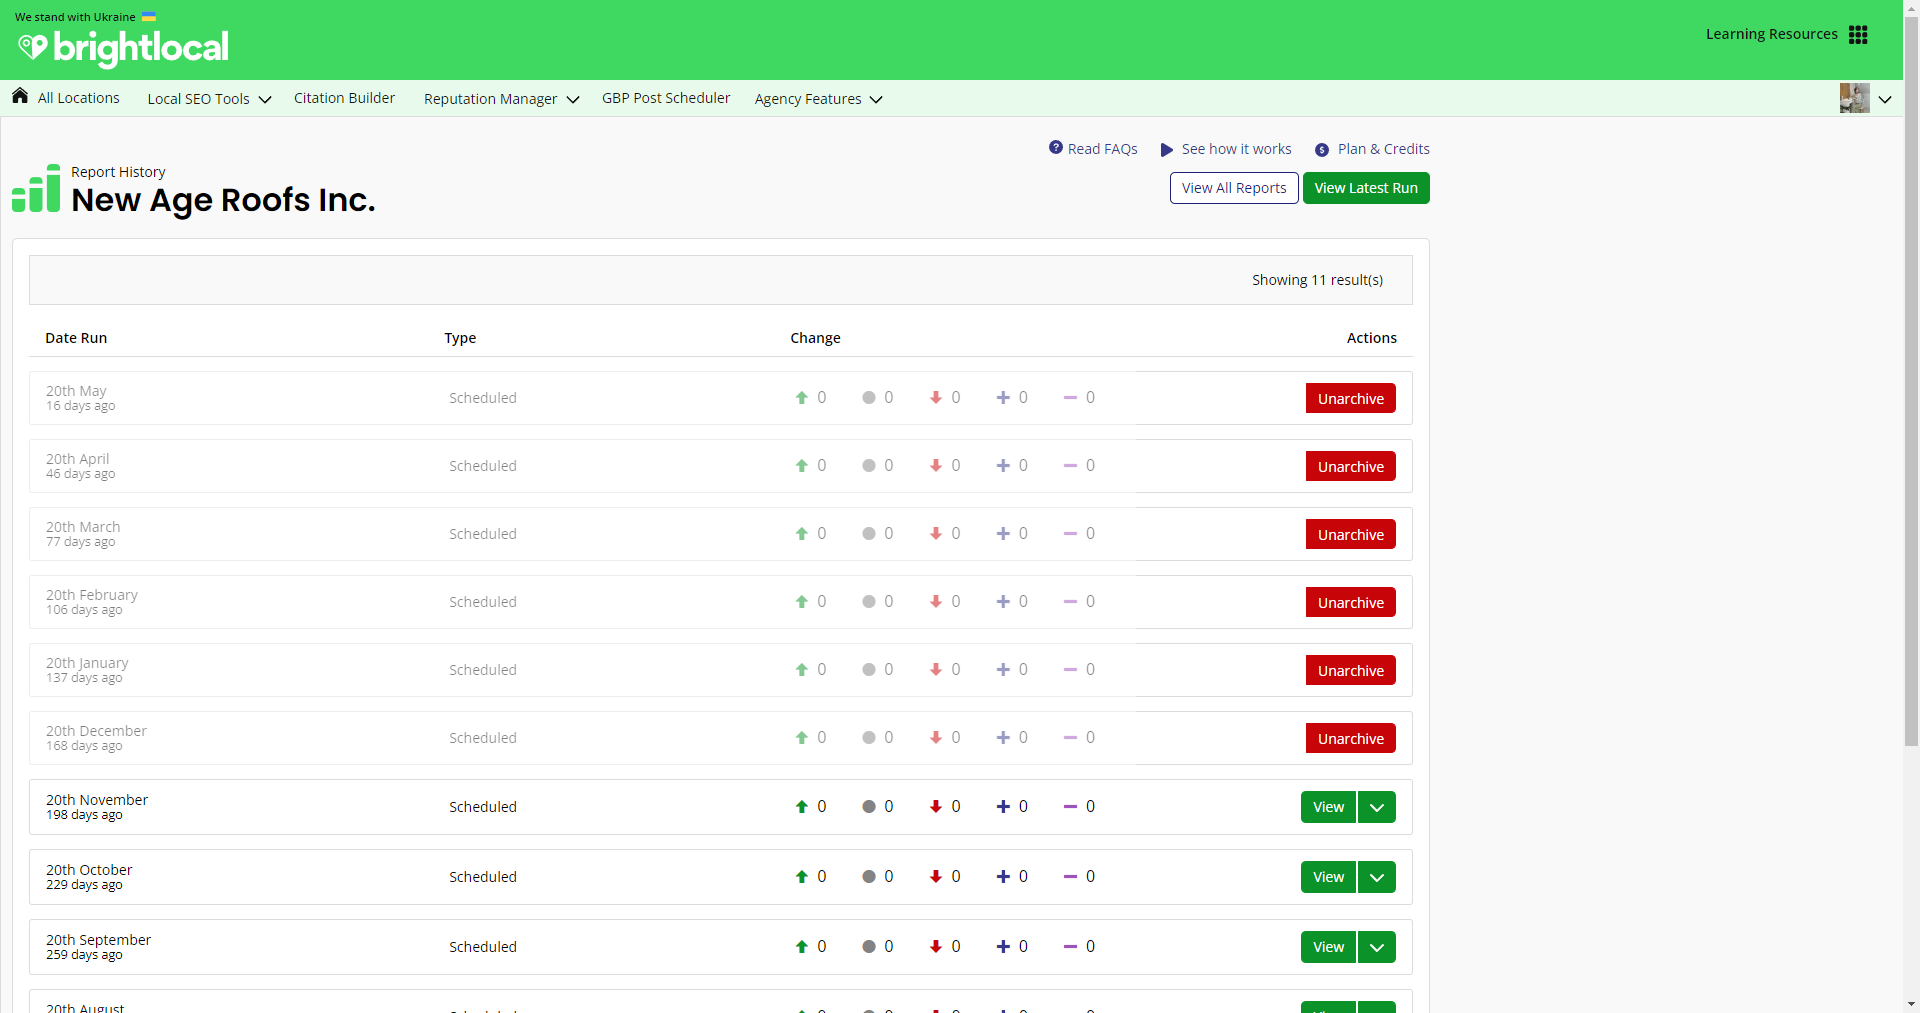 We stand with Ukraine
brightlocal
Learning Resources
All Locations Local SEO Tools Citation Builder Reputation Manager GBP Post Scheduler Agency Features
Read FAQs See how it works Plan & Credits
Report History
New Age Roofs Inc.
View All Reports View Latest Run
Showing 11 result(s)
Date Run Type Change Actions
20th May
16 days ago
Scheduled 0 0 0 0 0 Unarchive
20th April
46 days ago
Scheduled 0 0 0 0 0 Unarchive
20th March
77 days ago
Scheduled 0 0 0 0 0 Unarchive
20th February
106 days ago
Scheduled 0 0 0 0 0 Unarchive
20th January
137 days ago
Scheduled 0 0 0 0 0 Unarchive
20th December
168 days ago
Scheduled 0 0 0 0 0 Unarchive
20th November
198 days ago
Scheduled 0 0 0 0 0 View
20th October
229 days ago
Scheduled 0 0 0 0 0 View
20th September
259 days ago
Scheduled 0 0 0 0 0 View
20th August